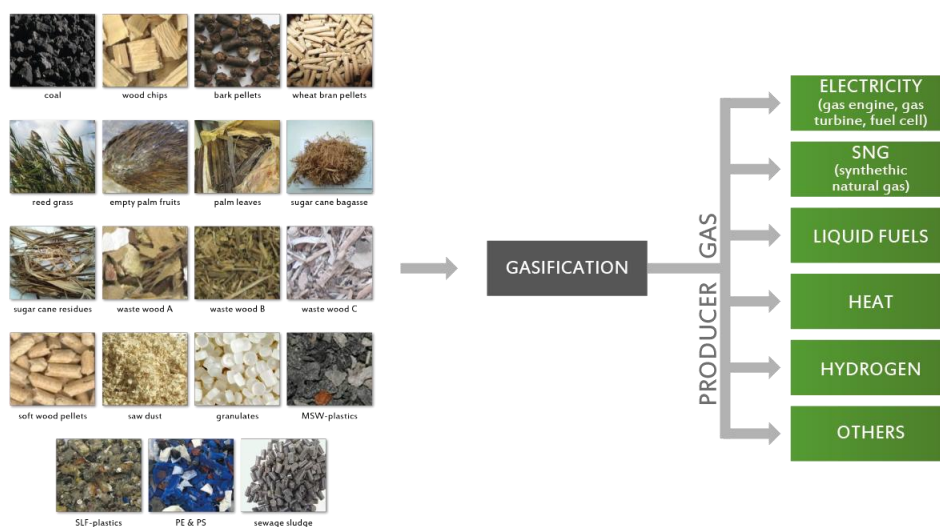 coal
wood chips
bark pellets
wheat bran pellets
reed grass
empty palm fruits
palm leaves
sugar cane bagasse
sugar cane residues
waste wood A
waste wood B
waste wood C
soft wood pellets
saw dust
granulates
MSW-plastics
SLF-plastics
PE & PS
sewage sludge
GASIFICATION
PRODUCER GAS
ELECTRICITY
(gas engine, gas
turbine, fuel cell)
SNG
(synthethic
natural gas)
LIQUID FUELS
HEAT
HYDROGEN
OTHERS